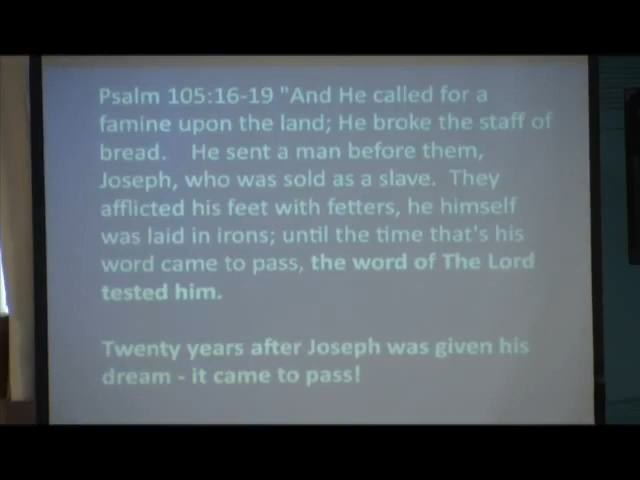 Psalm 105:16-19 "And He called for a
famine upon the land; He broke the staff of
bread. He sent a man before them,
Joseph, who was sold as a slave. They
afflicted his feet with fetters, he himself
was laid in irons; until the time that's his
word came to pass, the word of The Lord
tested him.
Twenty years after Joseph was given his
dream - it came to pass!